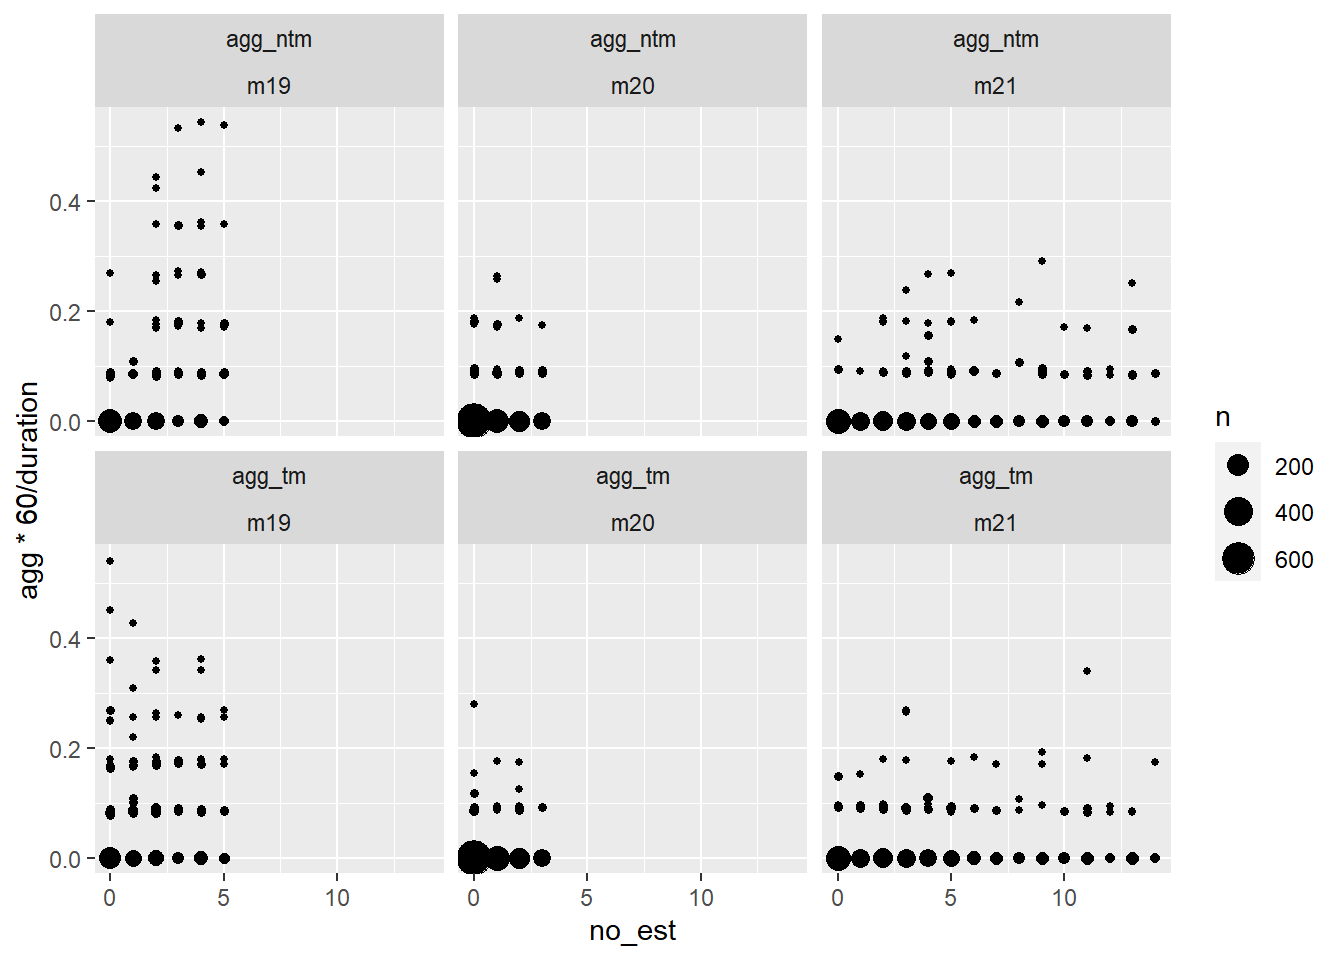 agg_ntm agg_ntm agg_ntm
m19 m20 m21
0.4
0.2
0.0
agg_tm agg_tm agg_tm
m19 m20 m21
0.4
0.2
0.0
0 5 10 0 5 10 0 5 10
no_est
agg * 60/duration
n
200
400
600